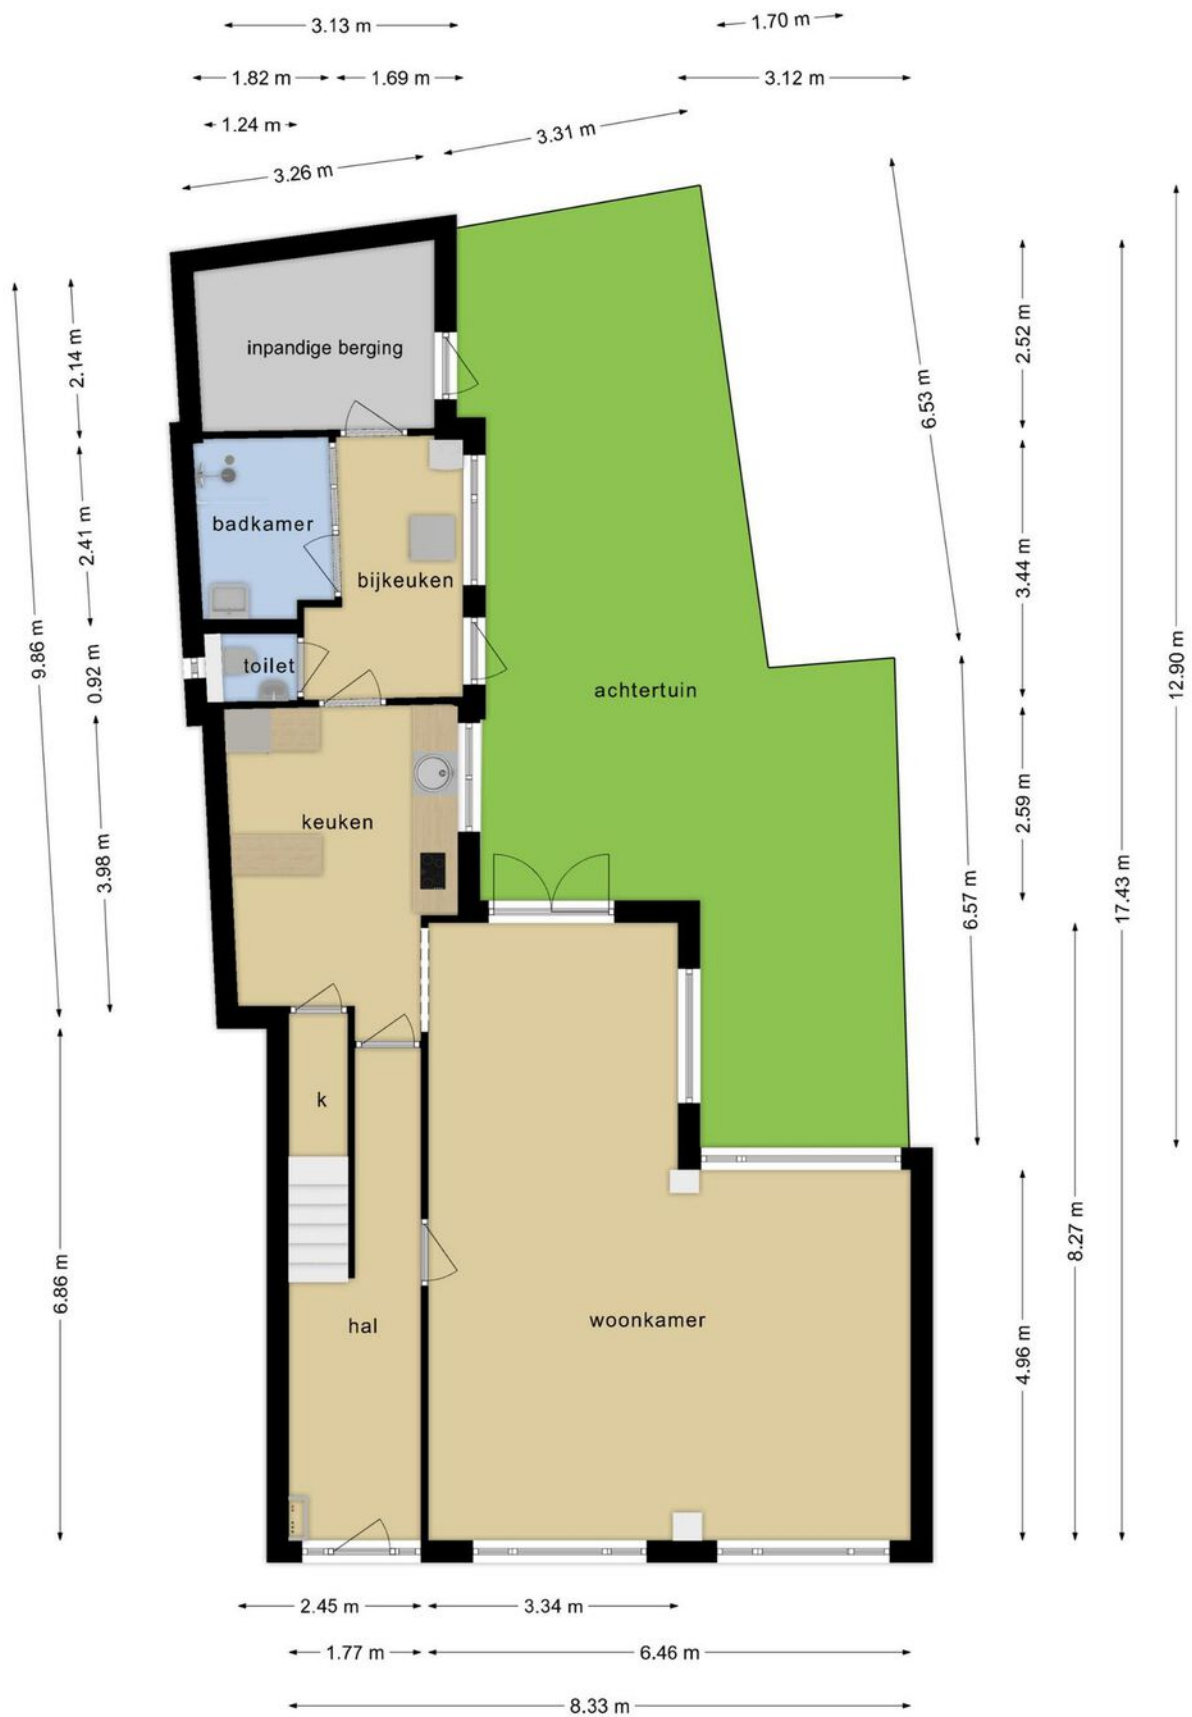 3.13 m
1.70 m
1.82 m
1.69 m
3.12 m
1.24 m
3.31 m
3.26 m
2.14 m
inpandige berging
6.53 m
2.52 m
2.41 m
badkamer
bijkeuken
3.44 m
9.86 m
0.92 m
toilet
achtertuin
12.90 m
keuken
3.98 m
2.59 m
6.57 m
17.43 m
k
8.27 m
6.86 m
hal
woonkamer
4.96 m
2.45 m
3.34 m
1.77 m
6.46 m
8.33 m